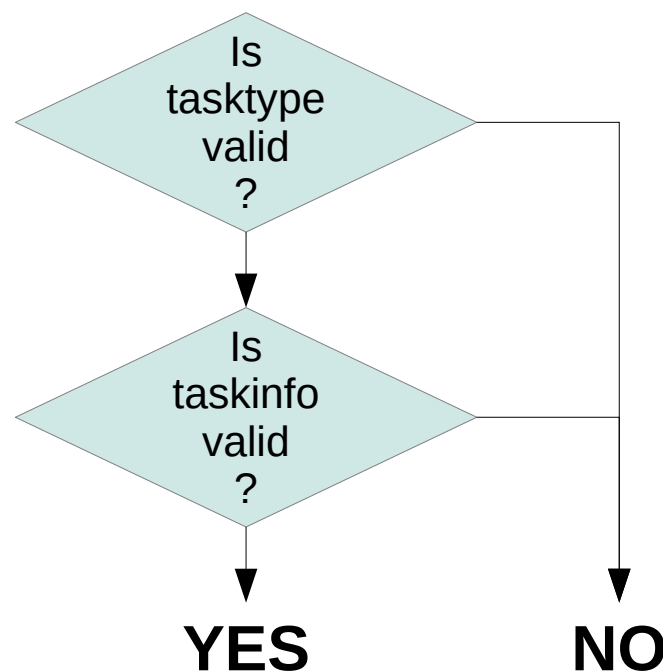 Is
tasktype
valid
?
Is
taskinfo
valid
?
YES
NO